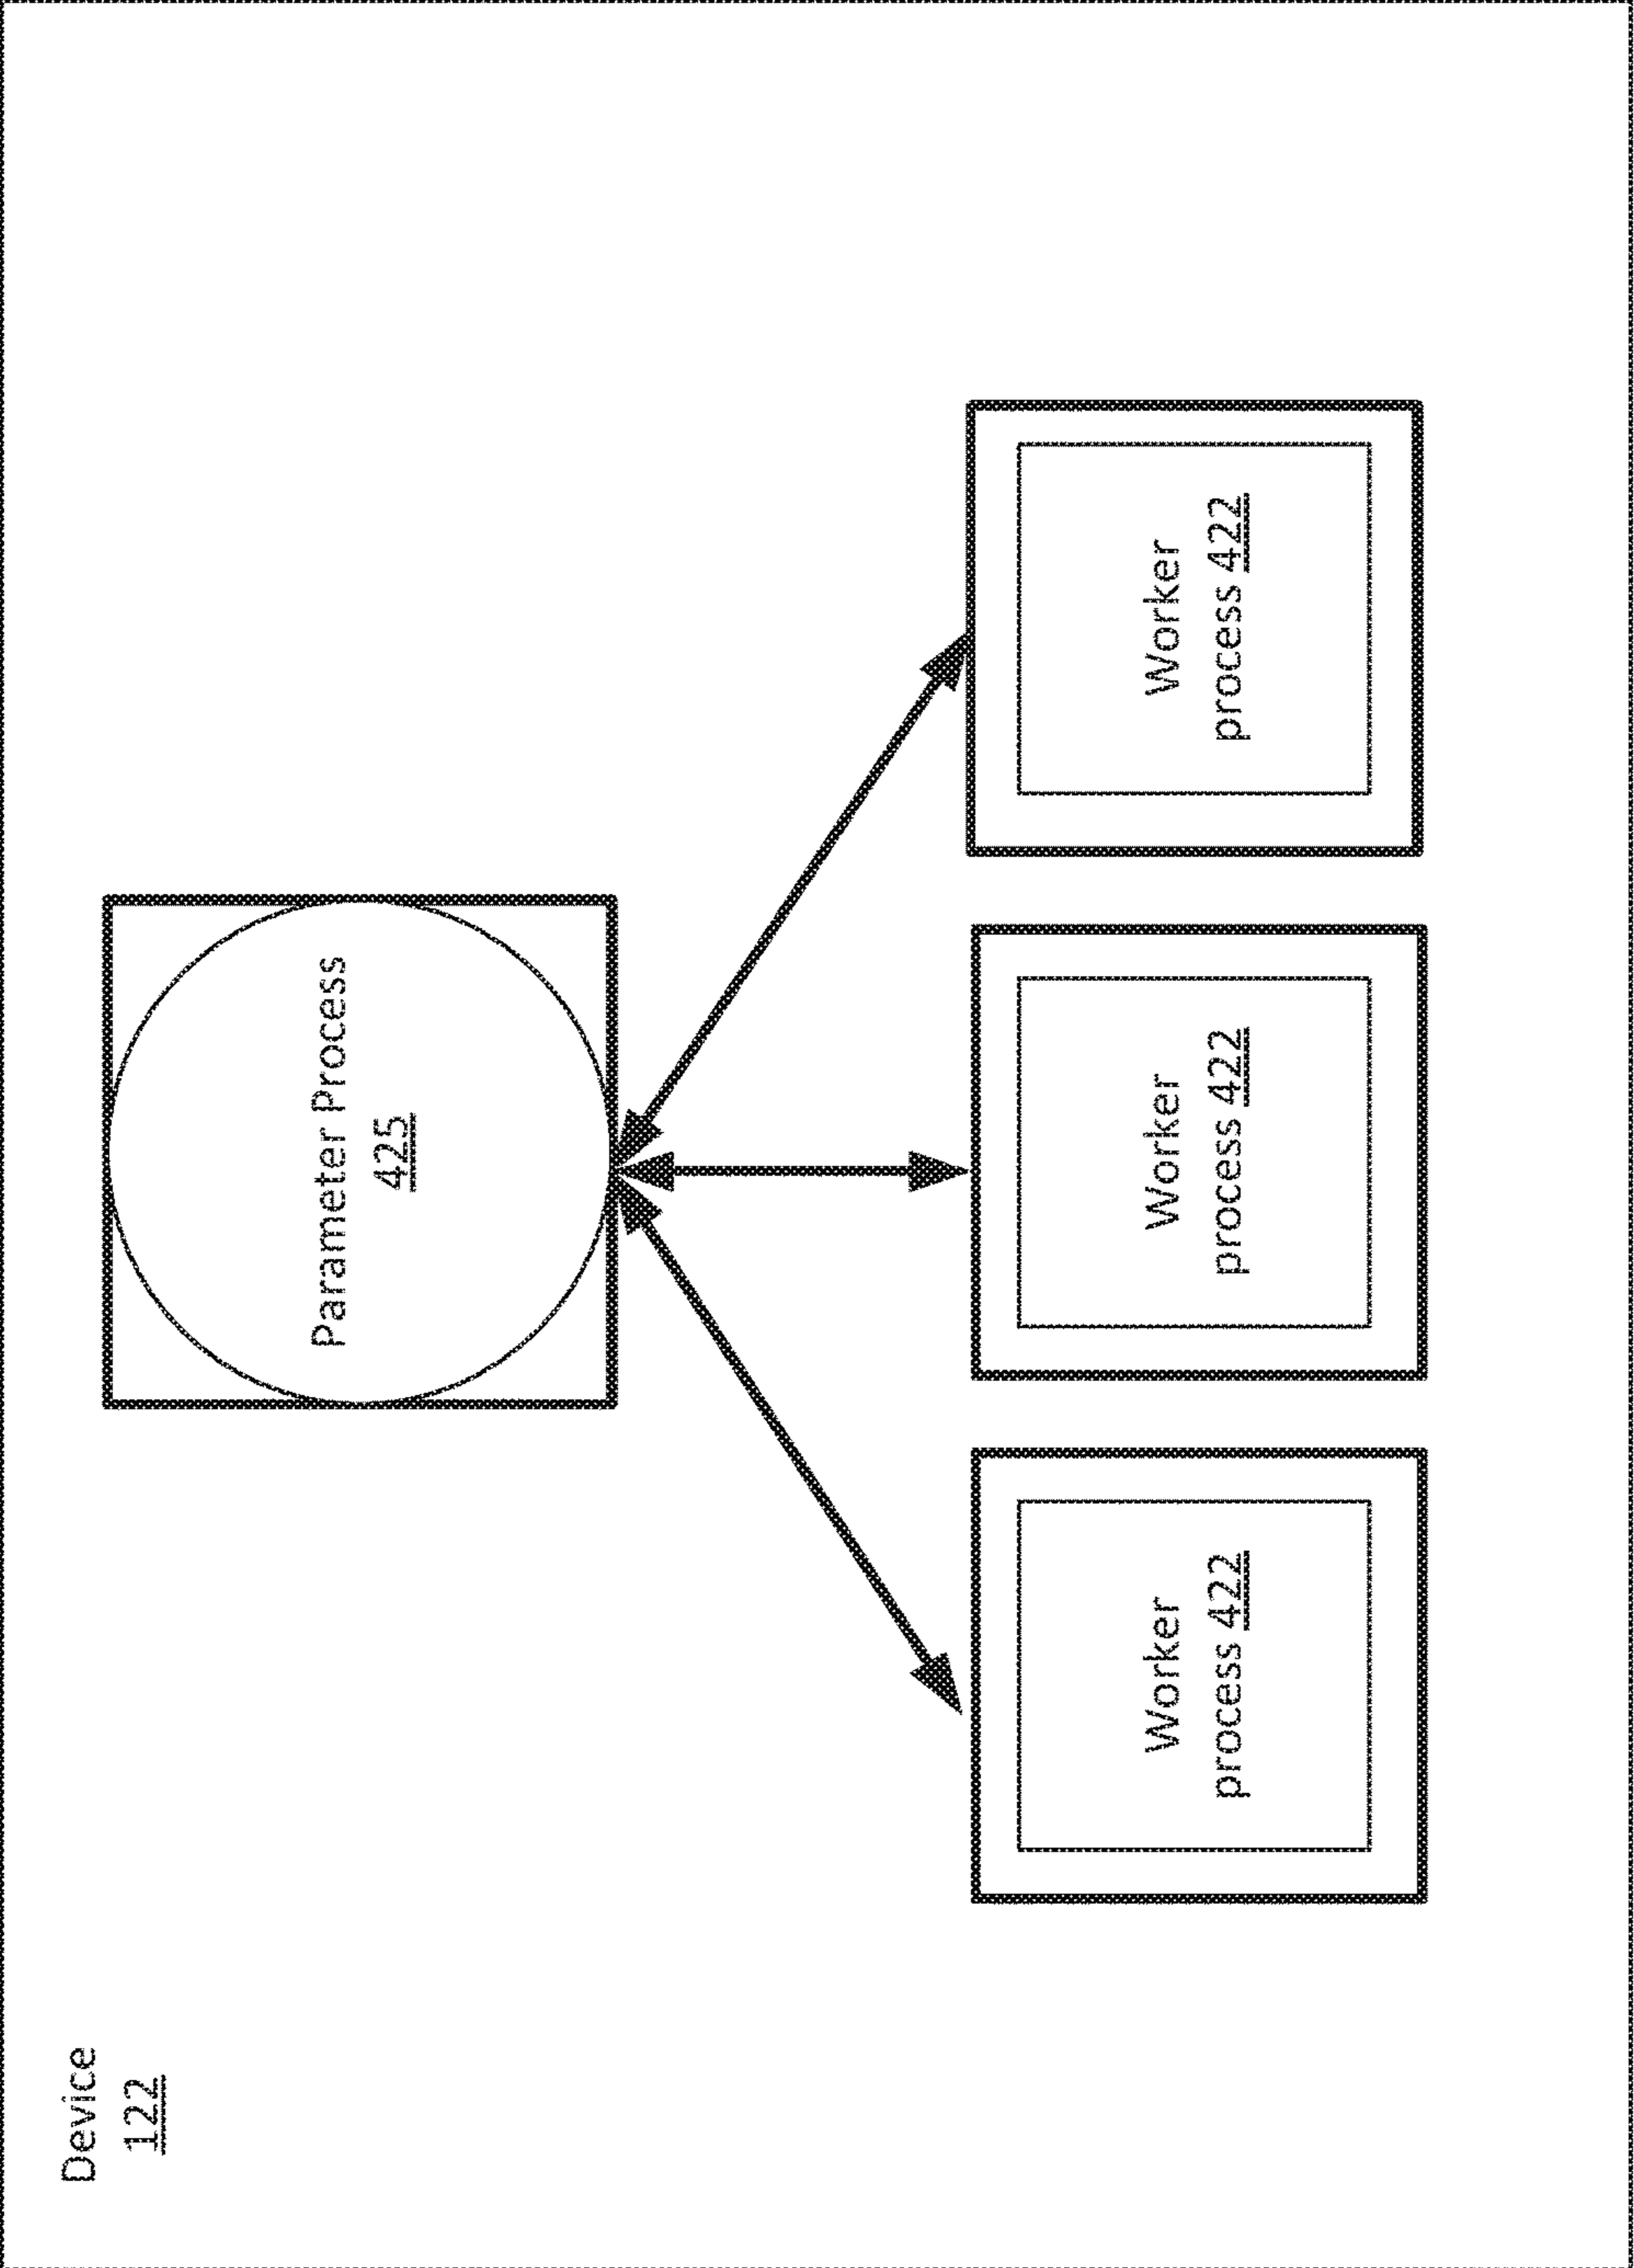 Device
122
Parameter Process
425
Worker
process 422
Worker
process 422
Worker
process 422